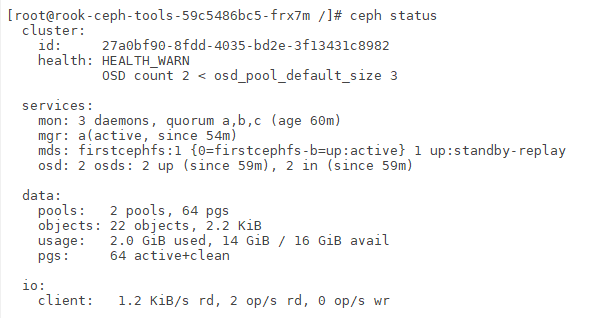 [root@rook-ceph-tools-59c5486bc5-frx7m /]# ceph status
  cluster:
    id:     27a0bf90-8fdd-4035-bd2e-3f13431c8982
    health: HEALTH_WARN
            OSD count 2 < osd_pool_default_size 3

  services:
    mon: 3 daemons, quorum a,b,c (age 60m)
    mgr: a(active, since 54m)
    mds: firstcephfs:1 {0=firstcephfs-b=up:active} 1 up:standby-replay
    osd: 2 osds: 2 up (since 59m), 2 in (since 59m)

  data:
    pools:   2 pools, 64 pgs
    objects: 22 objects, 2.2 KiB
    usage:   2.0 GiB used, 14 GiB / 16 GiB avail
    pgs:     64 active+clean

  io:
    client:   1.2 KiB/s rd, 2 op/s rd, 0 op/s wr